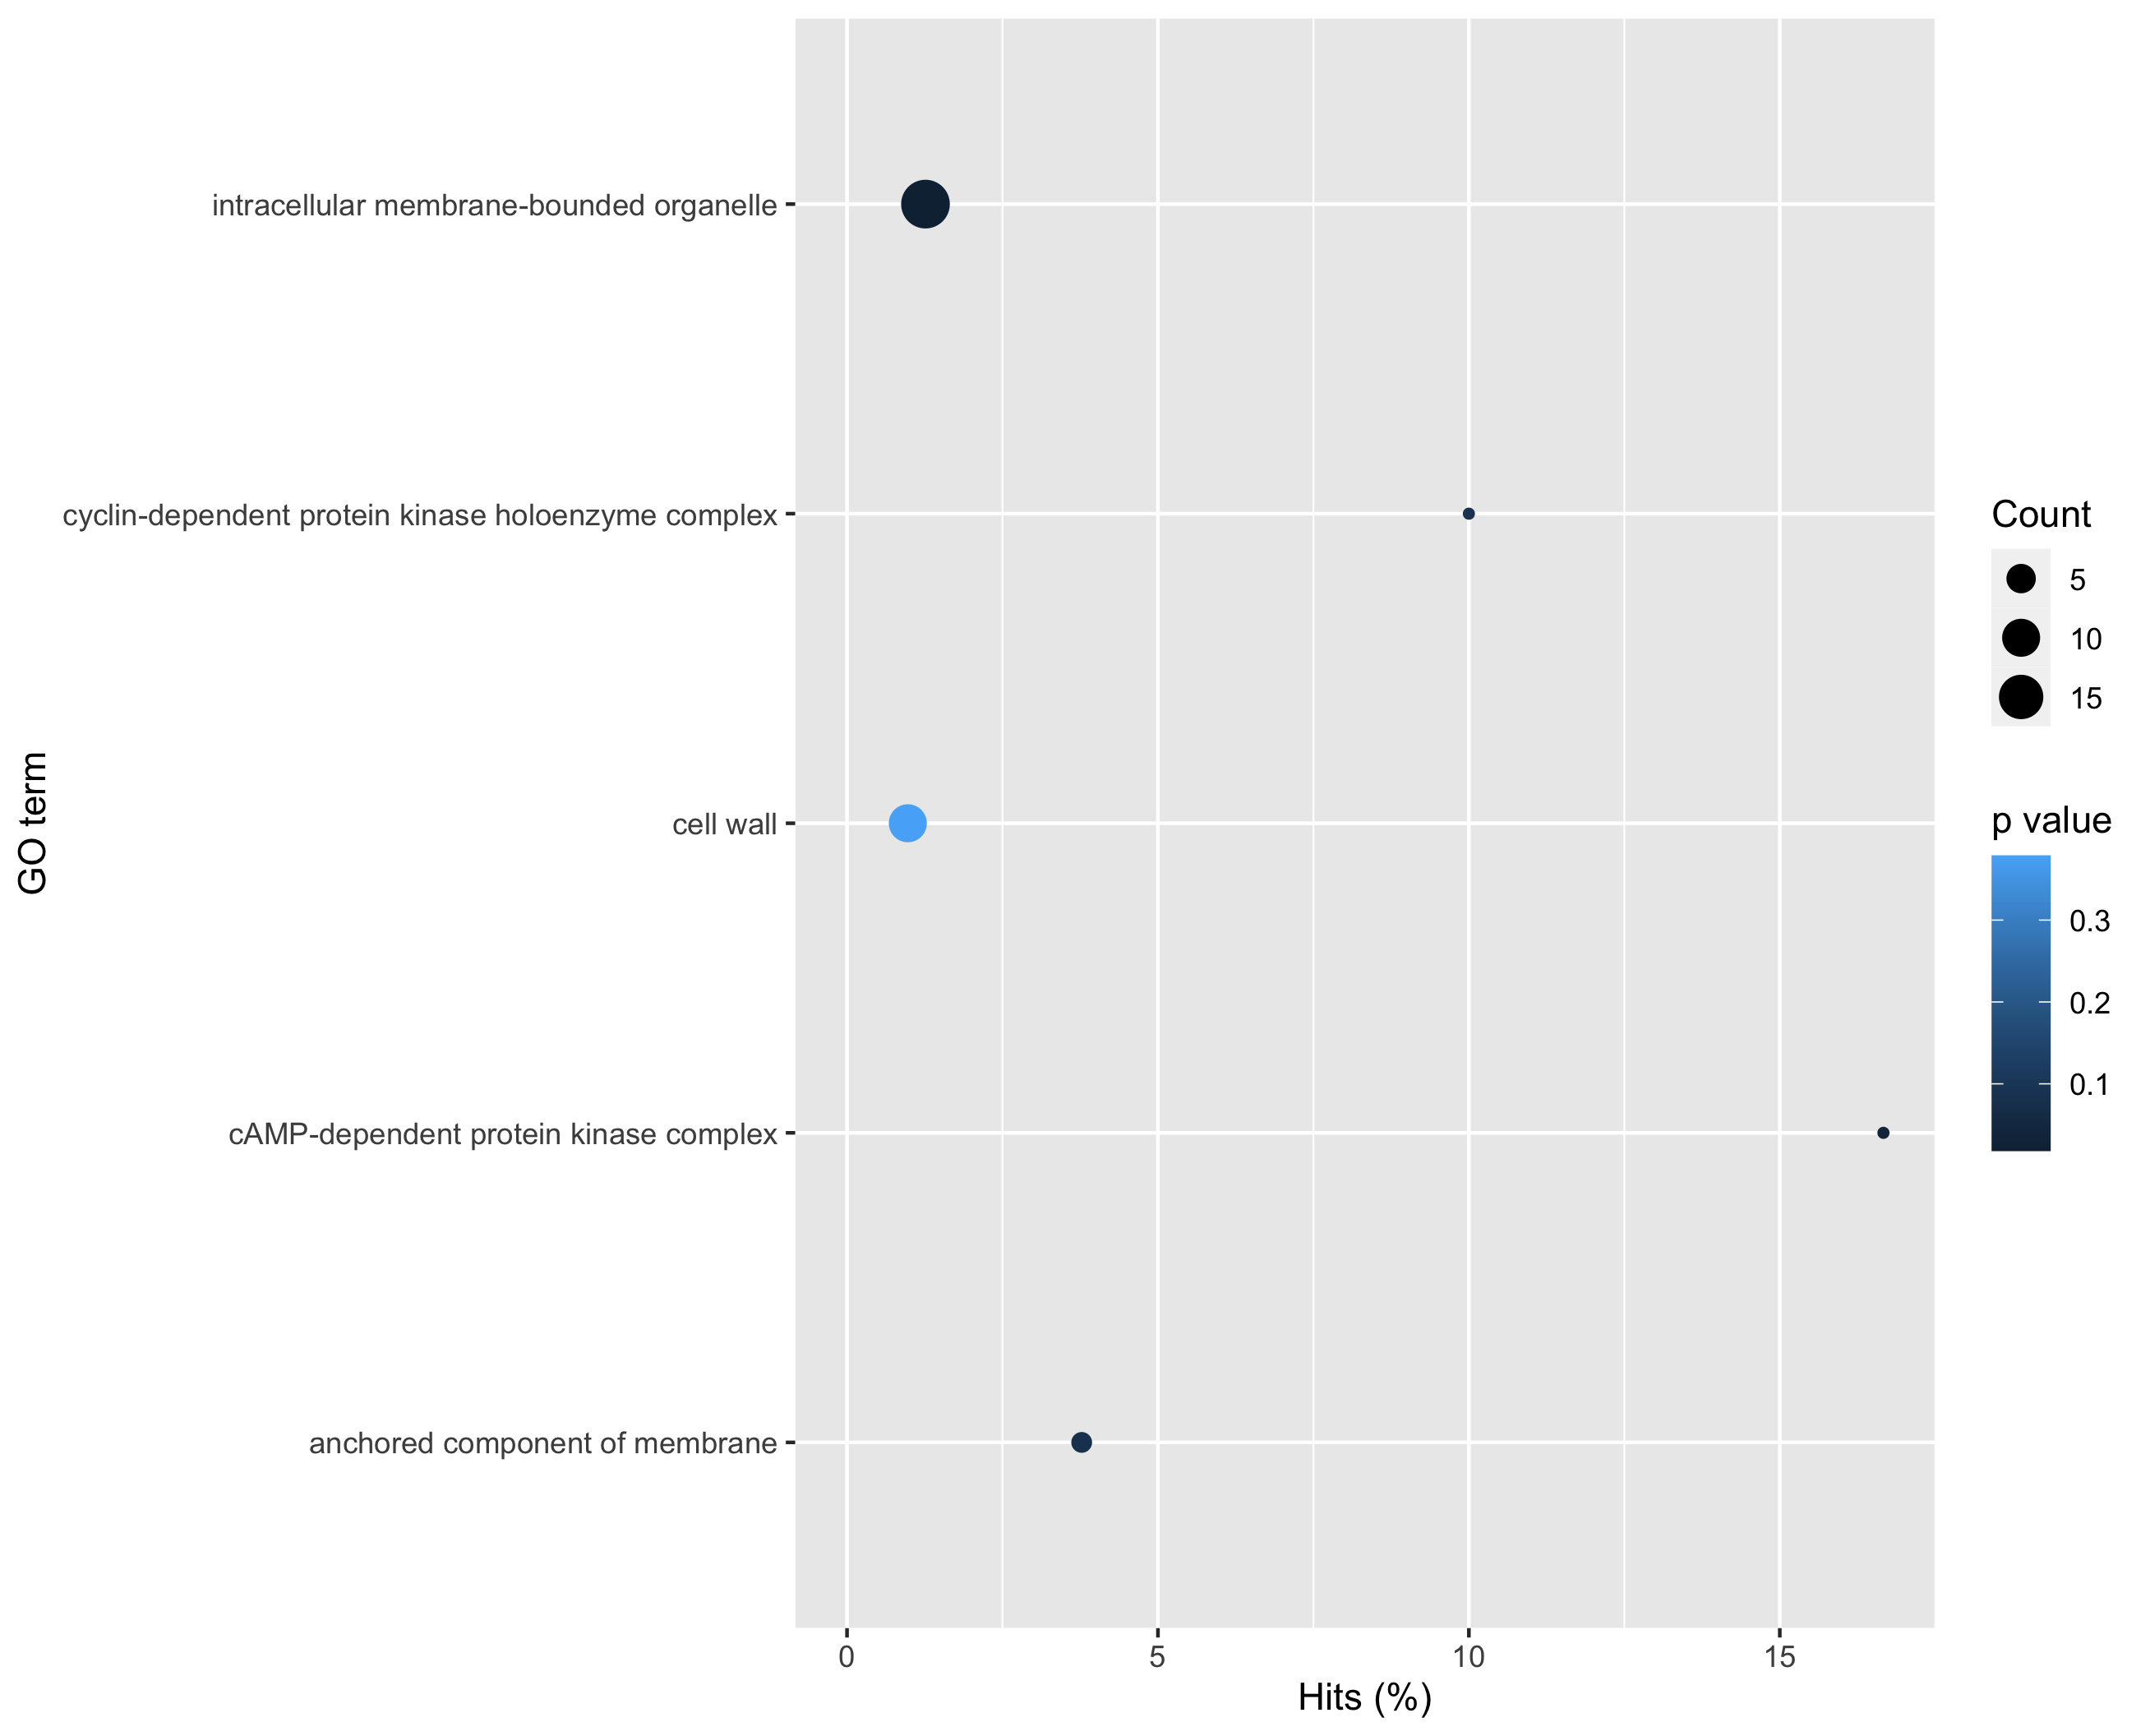 GO term
intracellular membrane-bounded organelle
cyclin-dependent protein kinase holoenzyme complex
cell wall
cAMP-dependent protein kinase complex
anchored component of membrane
0
5
10
15
Hits (%)
Count
5
10
15
p value
0.3
0.2
0.1